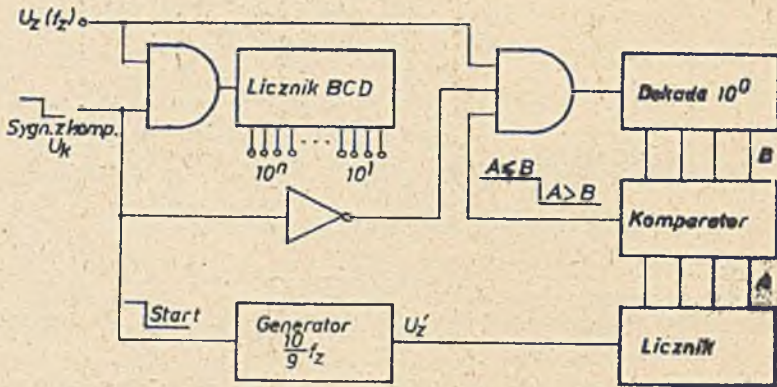 U_z(f_z)
Licznik BCD
Dekada 10^0
Sygn. z komp.
U_k
10^n
10^1
A≤B
A>B
B
Komparator
A
Start
Generator
10/9 f_z
U_z'
Licznik